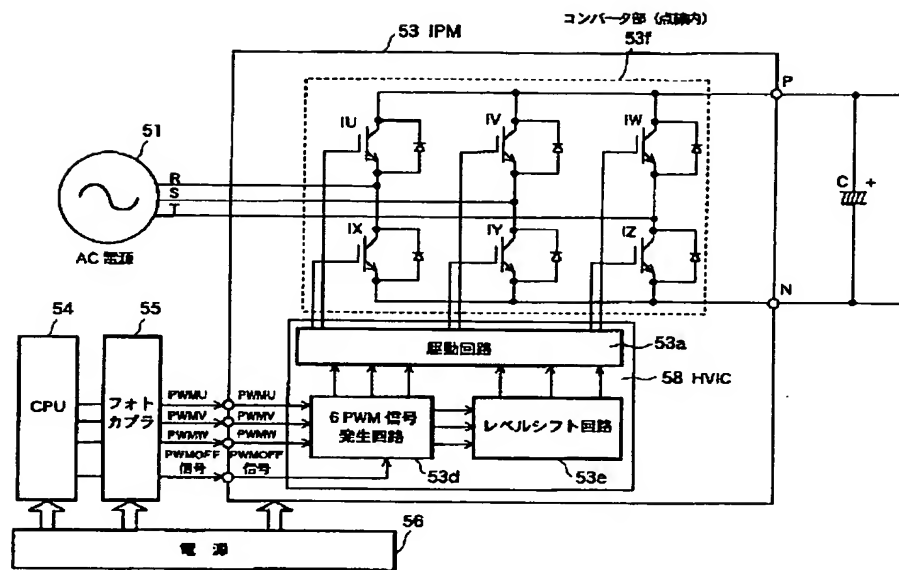 コンバータ部 (点線内)
53 IPM
53f
P
51
IU
IV
IW
R
S
T
C +
AC 電源
IX
IY
IZ
N
54
55
駆動回路
53a
58 HVIC
CPU
フォト
カプラ
PWMU
PWMV
PWMW
PWMOFF
信号
PWMU
PWMV
PWMW
PWMOFF
信号
6 PWM 信号
発生回路
レベルシフト回路
53d
53e
電 源
56